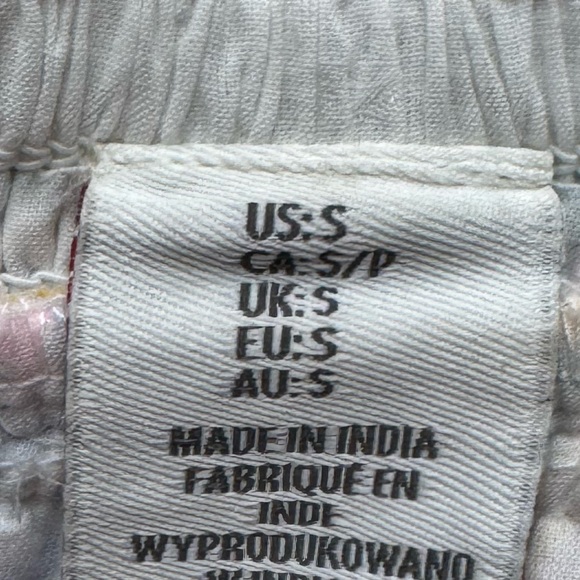 US: S
CA: S/P
UK: S
EU: S
AU: S
MADE IN INDIA
FABRIQUÉ EN
INDE
WYPRODUKOWANO